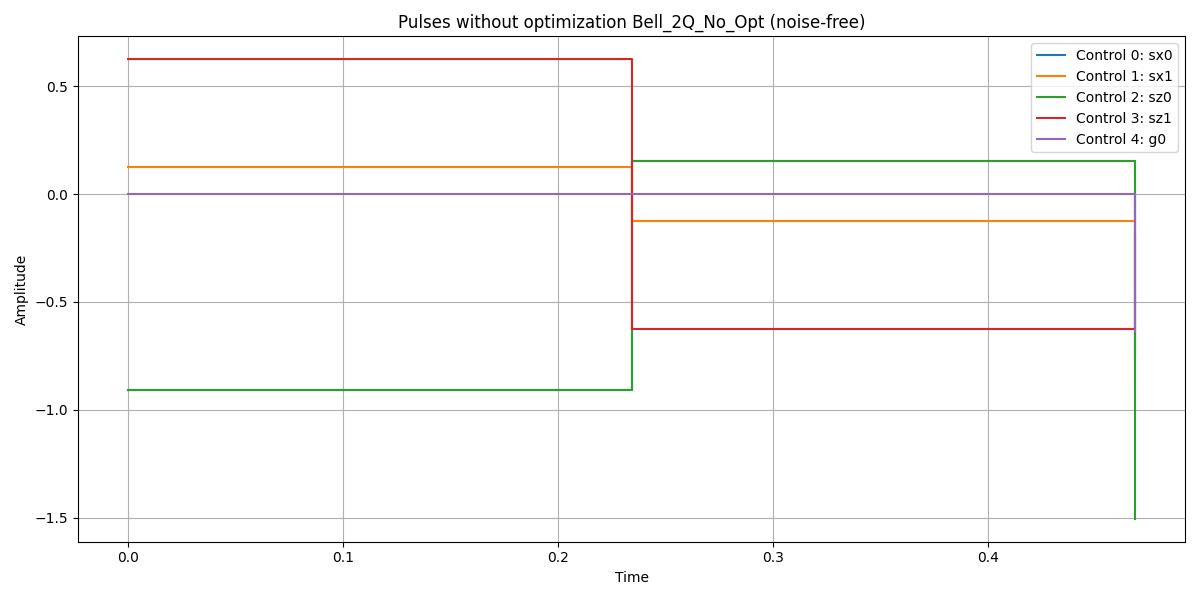 Pulses without optimization Bell_2Q_No_Opt (noise-free)
Control 0: sx0
Control 1: sx1
Control 2: sz0
Control 3: sz1
Control 4: g0
Amplitude
0.5
0.0
−0.5
−1.0
−1.5
0.0 0.1 0.2 0.3 0.4
Time